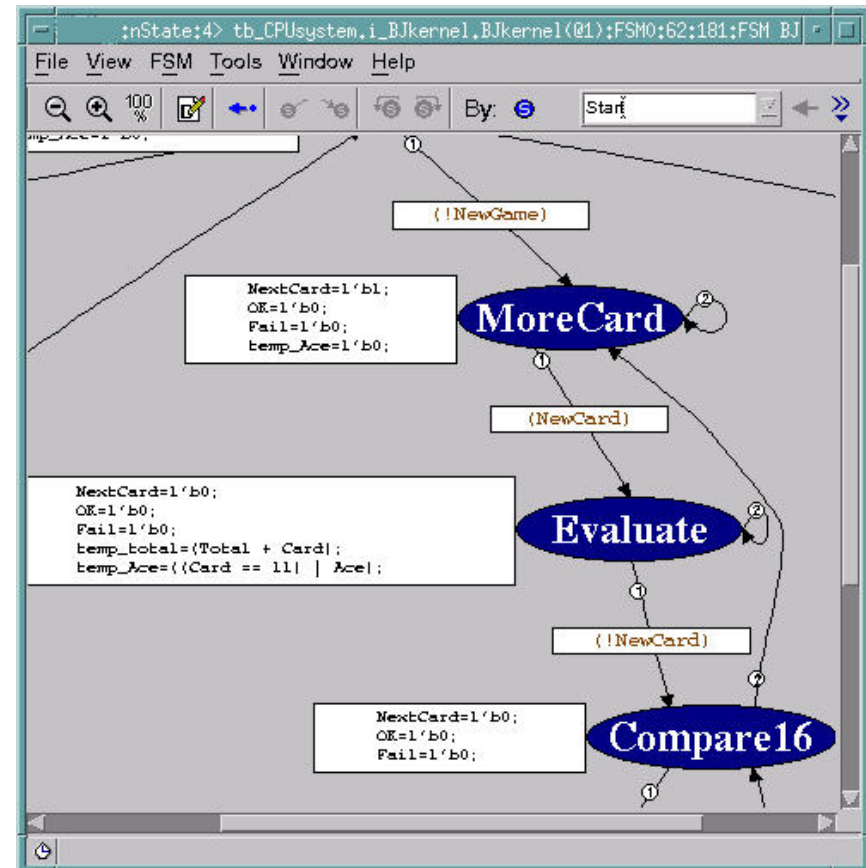 :nState:4> tb_CPUsystem.i_BJkernel.BJkernel(@1):FSM0:62:181:FSM BJ
File View FSM Tools Window Help
100 % By: S Start
1
(!NewGame)
NextCard=1'b1;
OK=1'b0;
Fail=1'b0;
temp_Ace=1'b0;
MoreCard
2
1
(NewCard)
NextCard=1'b0;
OK=1'b0;
Fail=1'b0;
temp_total=(Total + Card);
temp_Ace=((Card == 11) | Ace);
Evaluate
2
1
(!NewCard)
2
NextCard=1'b0;
OK=1'b0;
Fail=1'b0;
Compare16
1